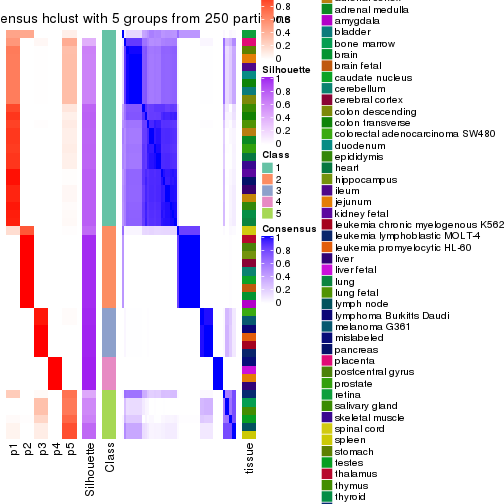 ensus hclust with 5 groups from 250 parti
0.8
0.6
0.4
0.2
0
Silhouette
1
0.8
0.6
0.4
0.2
0
Class
1
2
3
4
5
Consensus
1
0.8
0.6
0.4
0.2
0
adrenal medulla
amygdala
bladder
bone marrow
brain
brain fetal
caudate nucleus
cerebellum
cerebral cortex
colon descending
colon transverse
colorectal adenocarcinoma SW480
duodenum
epididymis
heart
hippocampus
ileum
jejunum
kidney fetal
leukemia chronic myelogenous K562
leukemia lymphoblastic MOLT-4
leukemia promyelocytic HL-60
liver
liver fetal
lung
lung fetal
lymph node
lymphoma Burkitts Daudi
melanoma G361
mislabeled
pancreas
placenta
postcentral gyrus
prostate
retina
salivary gland
skeletal muscle
spinal cord
spleen
stomach
testes
thalamus
thymus
thyroid
p1
p2
p3
p4
p5
Silhouette
Class
tissue